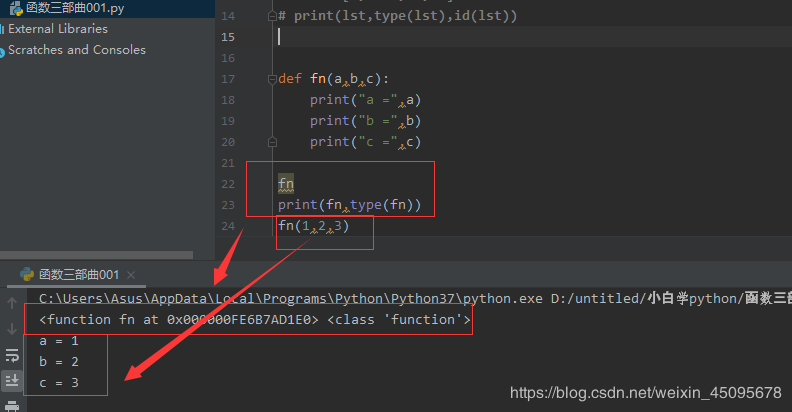 函数三部曲001.py
External Libraries
Scratches and Consoles
14 # print(lst,type(lst),id(lst))
15
16
17 def fn(a,b,c):
18 print("a =",a)
19 print("b =",b)
20 print("c =",c)
21
22 fn
23 print(fn,type(fn))
24 fn(1,2,3)
函数三部曲001 ×
C:\Users\Asus\AppData\Local\Programs\Python\Python37\python.exe D:/untitled/小白学python/函数三部
<function fn at 0x000000FE6B7AD1E0> <class 'function'>
a = 1
b = 2
c = 3
https://blog.csdn.net/weixin_45095678